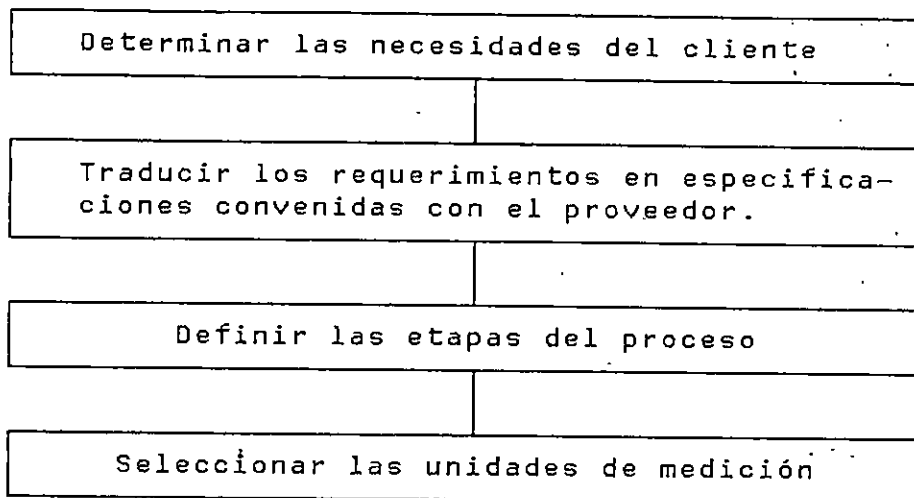 Determinar las necesidades del cliente
Traducir los requerimientos en especifica-
ciones convenidas con el proveedor.
Definir las etapas del proceso
Seleccionar las unidades de medición